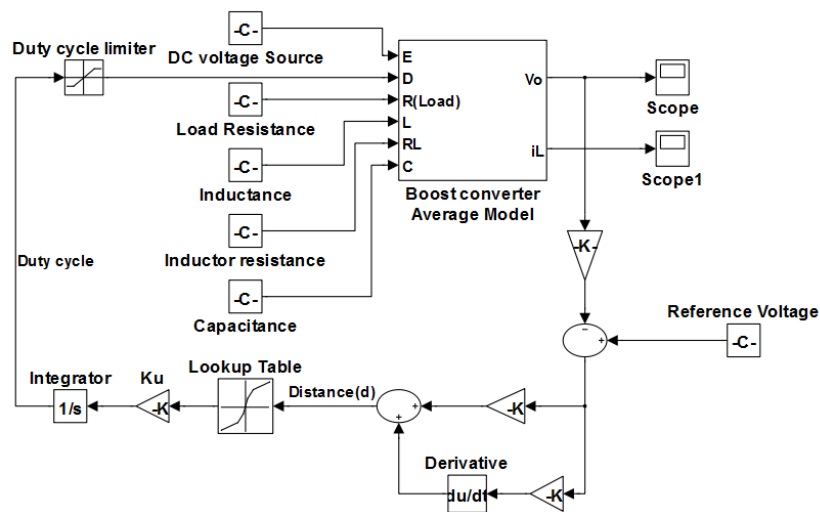 -C-
DC voltage Source
Duty cycle limiter
E
D
R(Load)
L
RL
C
Vo
iL
Boost converter
Average Model
Scope
Scope1
-C-
Load Resistance
-C-
Inductance
-C-
Inductor resistance
-C-
Capacitance
Duty cycle
-K-
Reference Voltage
-C-
−
+
Integrator
1/s
Ku
-K
Lookup Table
Distance(d)
+
+
-K
Derivative
du/dt
-K